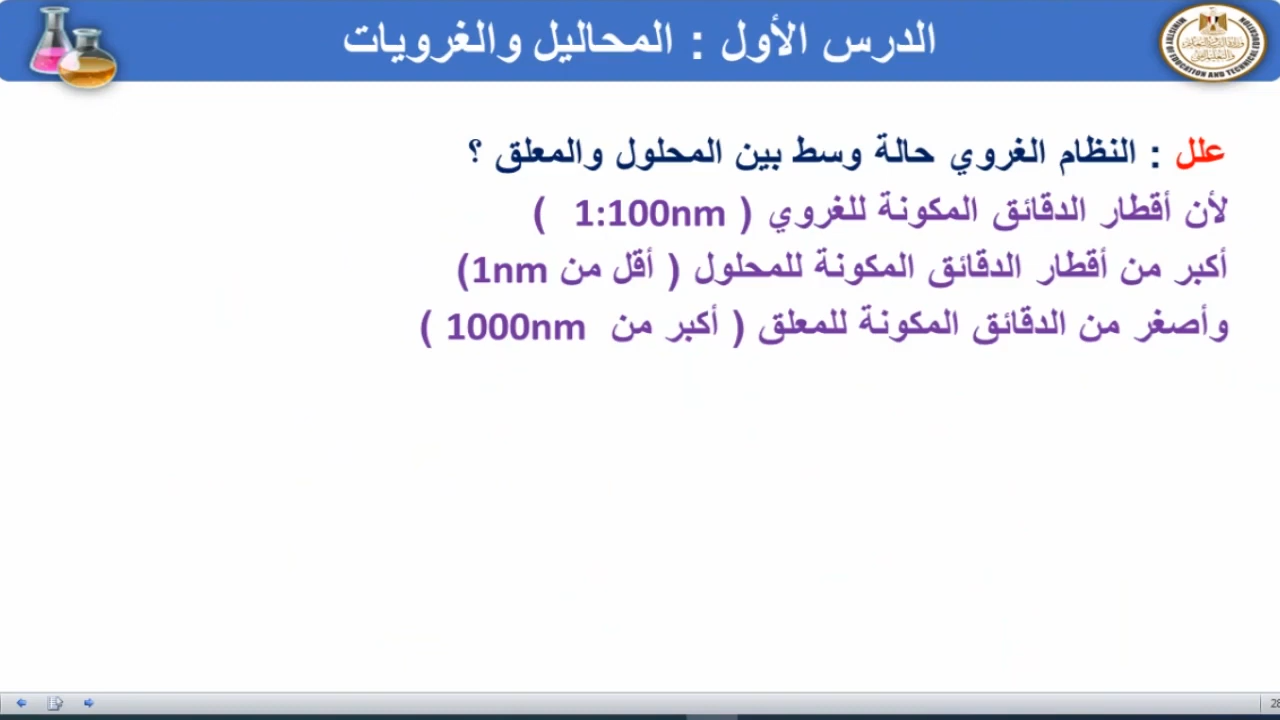 الدرس الأول : المحاليل والغرويات
علل : النظام الغروي حالة وسط بين المحلول والمعلق ؟
لأن أقطار الدقائق المكونة للغروي ( 1:100nm )
أكبر من أقطار الدقائق المكونة للمحلول ( أقل من 1nm)
وأصغر من الدقائق المكونة للمعلق ( أكبر من 1000nm )